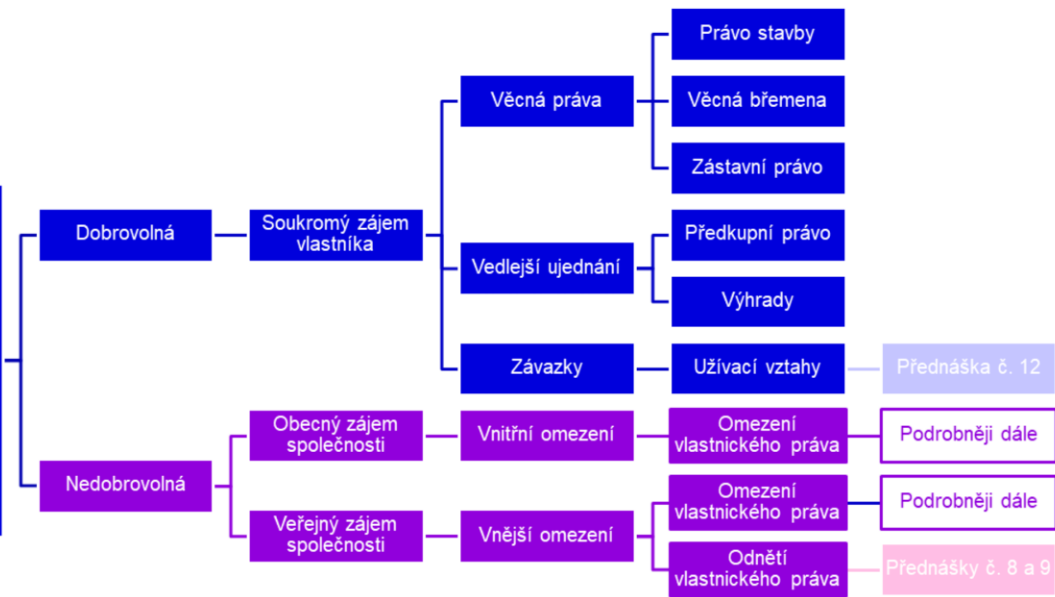 Právo stavby
Věcná práva
Věcná břemena
Zástavní právo
Dobrovolná
Soukromý zájem
vlastníka
Předkupní právo
Vedlejší ujednání
Výhrady
Závazky
Užívací vztahy
Přednáška č. 12
Obecný zájem
společnosti
Vnitřní omezení
Omezení
vlastnického práva
Podrobněji dále
Nedobrovolná
Omezení
vlastnického práva
Podrobněji dále
Veřejný zájem
společnosti
Vnější omezení
Odnětí
vlastnického práva
Přednášky č. 8 a 9